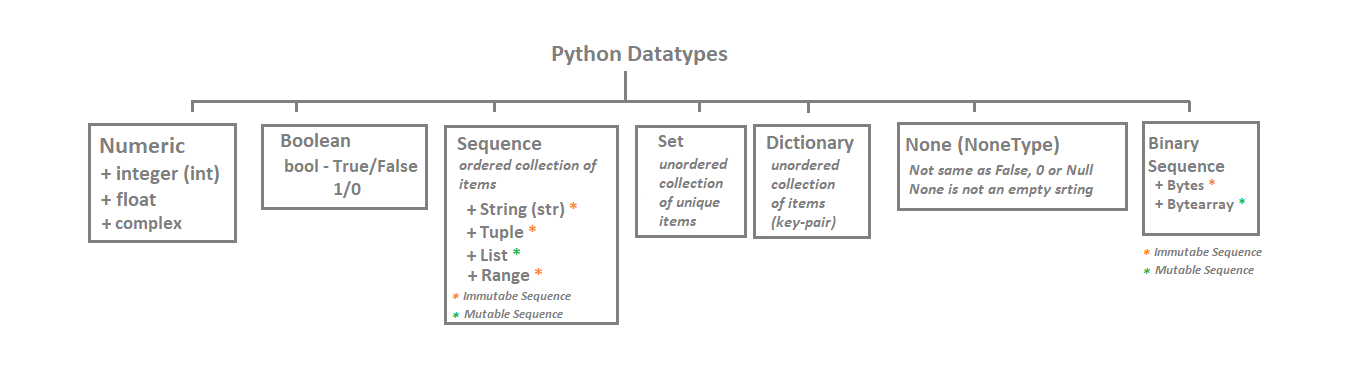 Python Datatypes
Numeric
+ integer (int)
+ float
+ complex
Boolean
bool - True/False
1/0
Sequence
ordered collection of
items
+ String (str) *
+ Tuple *
+ List *
+ Range *
* Immutabe Sequence
* Mutable Sequence
Set
unordered
collection
of unique
items
Dictionary
unordered
collection
of items
(key-pair)
None (NoneType)
Not same as False, 0 or Null
None is not an empty srting
Binary
Sequence
+ Bytes *
+ Bytearray *
* Immutabe Sequence
* Mutable Sequence